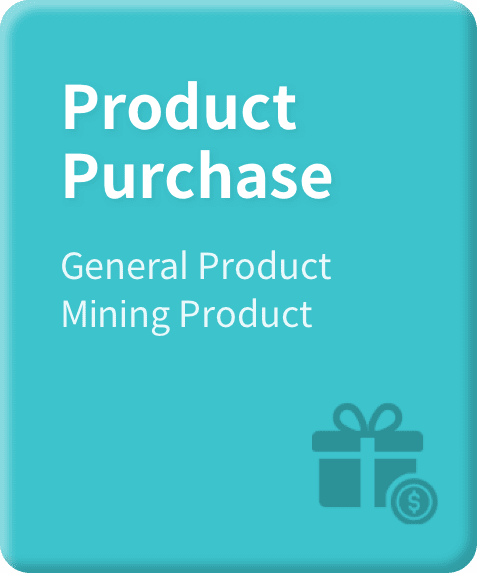 Product
Purchase
General Product
Mining Product
$